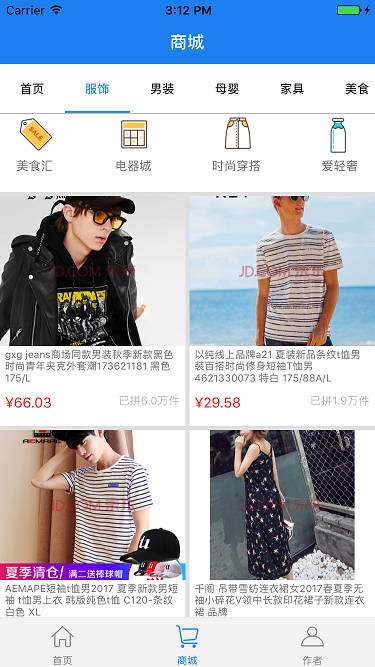 Carrier 3:12 PM
商城
首页 服饰 男装 母婴 家具 美食
SALE
美食汇 电器城 时尚穿搭 爱轻奢
JD.COM 京东
JD.COM 京东
gxg jeans商场同款男装秋季新款黑色
时尚青年夹克外套潮173621181 黑色
175/L
¥66.03 已拼6.0万件
以纯线上品牌a21 夏装新品条纹t恤男
装百搭时尚修身短袖T恤男
4621330073 特白 175/88A/L
¥29.58 已拼1.9万件
AEMAPE
JD.COM 京东
JD.COM 京东
夏季清仓 满二送棒球帽
AEMAPE短袖t恤男2017 夏季新款男短
袖 t恤男上衣 韩版纯色t恤 C120-条纹
白色 XL
千阁 吊带雪纺连衣裙女2017春夏季无
袖小碎花V领中长款印花裙子新款连衣
裙 品牌
首页 商城 作者